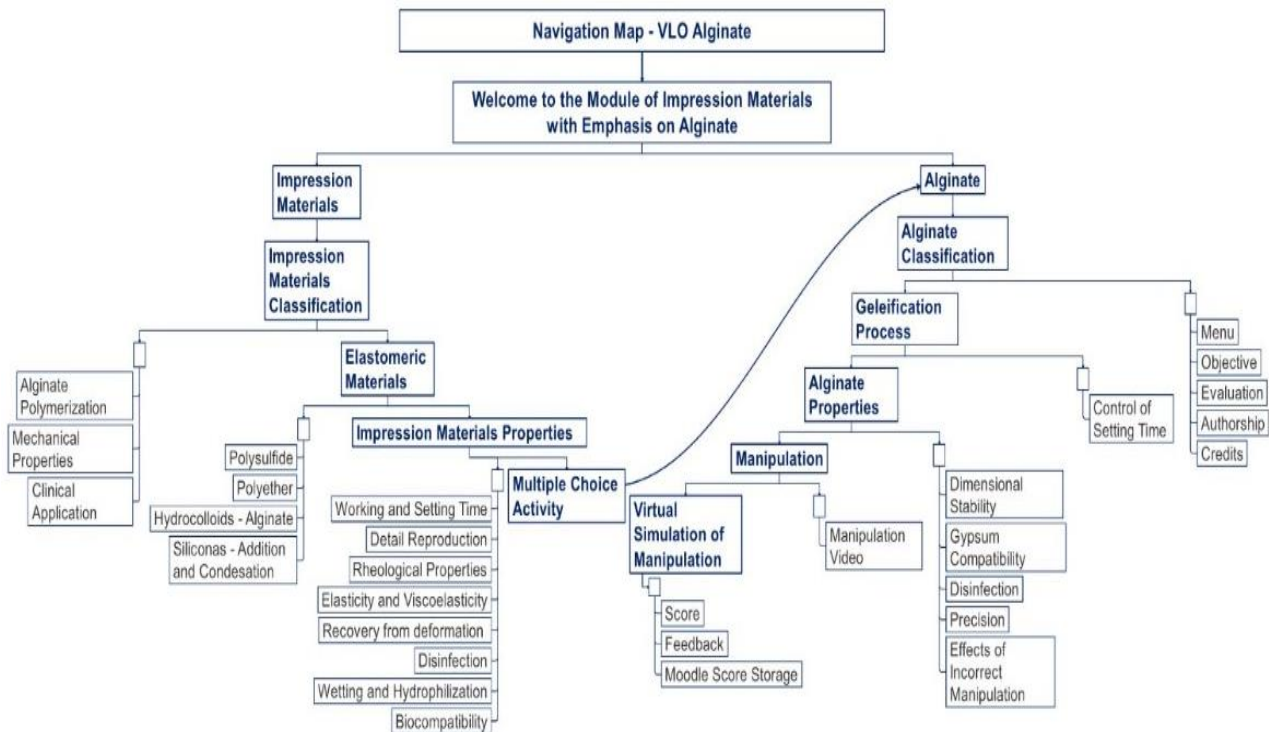 Navigation Map - VLO Alginate
Welcome to the Module of Impression Materials
with Emphasis on Alginate
Impression
Materials
Impression
Materials
Classification
Alginate
Polymerization
Mechanical
Properties
Clinical
Application
Elastomeric
Materials
Polysulfide
Polyether
Hydrocolloids - Alginate
Siliconas - Addition
and Condesation
Impression Materials Properties
Working and Setting Time
Detail Reproduction
Rheological Properties
Elasticity and Viscoelasticity
Recovery from deformation
Disinfection
Wetting and Hydrophilization
Biocompatibility
Multiple Choice
Activity
Alginate
Alginate
Classification
Geleification
Process
Alginate
Properties
Manipulation
Virtual
Simulation of
Manipulation
Score
Feedback
Moodle Score Storage
Manipulation
Video
Dimensional
Stability
Gypsum
Compatibility
Disinfection
Precision
Effects of
Incorrect
Manipulation
Control of
Setting Time
Menu
Objective
Evaluation
Authorship
Credits